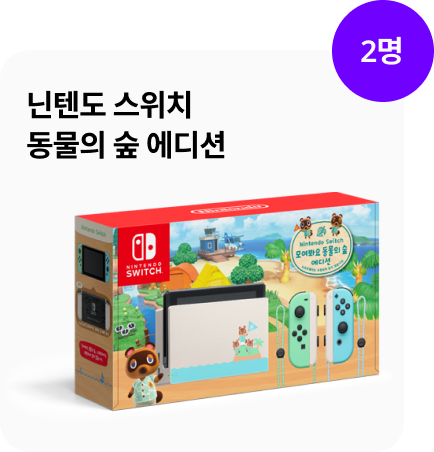 2명
닌텐도 스위치
동물의 숲 에디션
NINTENDO
SWITCH
Nintendo Switch
모여봐요 동물의 숲
에디션